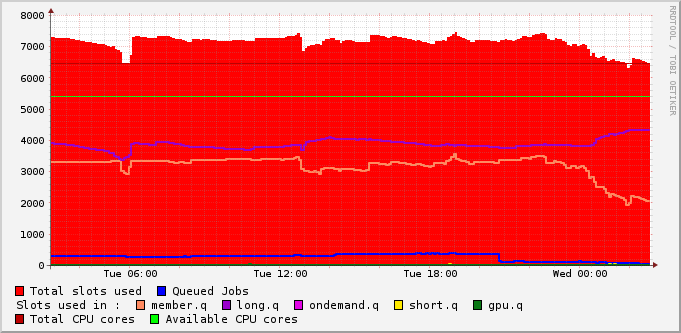 RRDTOOL / TOBI OETIKER
8000
7000
6000
5000
4000
3000
2000
1000
0
Tue 06:00 Tue 12:00 Tue 18:00 Wed 00:00
Total slots used Queued Jobs
Slots used in : member.q long.q ondemand.q short.q gpu.q
Total CPU cores Available CPU cores